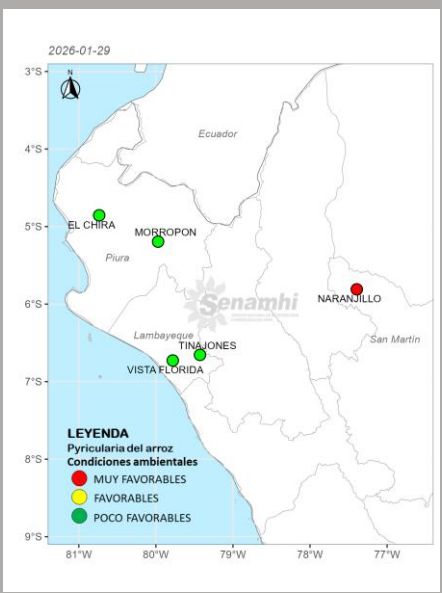 2026-01-29
3°S
N
4°S
Ecuador
5°S
EL CHIRA
MORROPON
Piura
6°S
Senamhi
NARANJILLO
Lambayeque
TINAJONES
San Martín
VISTA FLORIDA
7°S
LEYENDA
Pyricularia del arroz
Condiciones ambientales
8°S
MUY FAVORABLES
FAVORABLES
POCO FAVORABLES
9°S
81°W 80°W 79°W 78°W 77°W